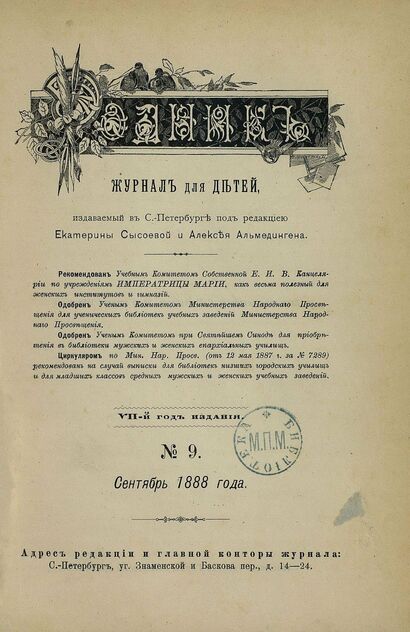 РОДНИКЪ
ЖУРНАЛЪ для ДѢТЕЙ,
издаваемый въ С.-Петербургѣ подъ редакціею
Екатерины Сысоевой и Алексѣя Альмедингена.
Рекомендованъ Учебнымъ Комитетомъ Собственной Е. И. В. Канцеля-
ріи по учрежденіямъ ИМПЕРАТРИЦЫ МАРІИ, какъ весьма полезный для
женскихъ институтовъ и гимназій.
Одобренъ Ученымъ Комитетомъ Министерства Народнаго Просвѣ-
щенія для ученическихъ библіотекъ учебныхъ заведеній Министерства Народ-
наго Просвѣщенія.
Одобренъ Ученымъ Комитетомъ при Святѣйшемъ Синодѣ для пріобрѣ-
тенія въ библіотеки мужскихъ и женскихъ епархіальныхъ училищъ.
Циркуляромъ по Мин. Нар. Просв. (отъ 12 мая 1887 г. за № 7289)
рекомендованъ на случай выписки для библіотекъ низшихъ городскихъ училищъ
и для младшихъ классовъ среднихъ мужскихъ и женскихъ учебныхъ заведеній.
VII-й годъ изданія.
№ 9.
БИБЛІОТЕКА
М.П.М.
Сентябрь 1888 года.
Адресъ редакціи и главной конторы журнала:
С.-Петербургъ, уг. Знаменской и Баскова пер., д. 14—24.